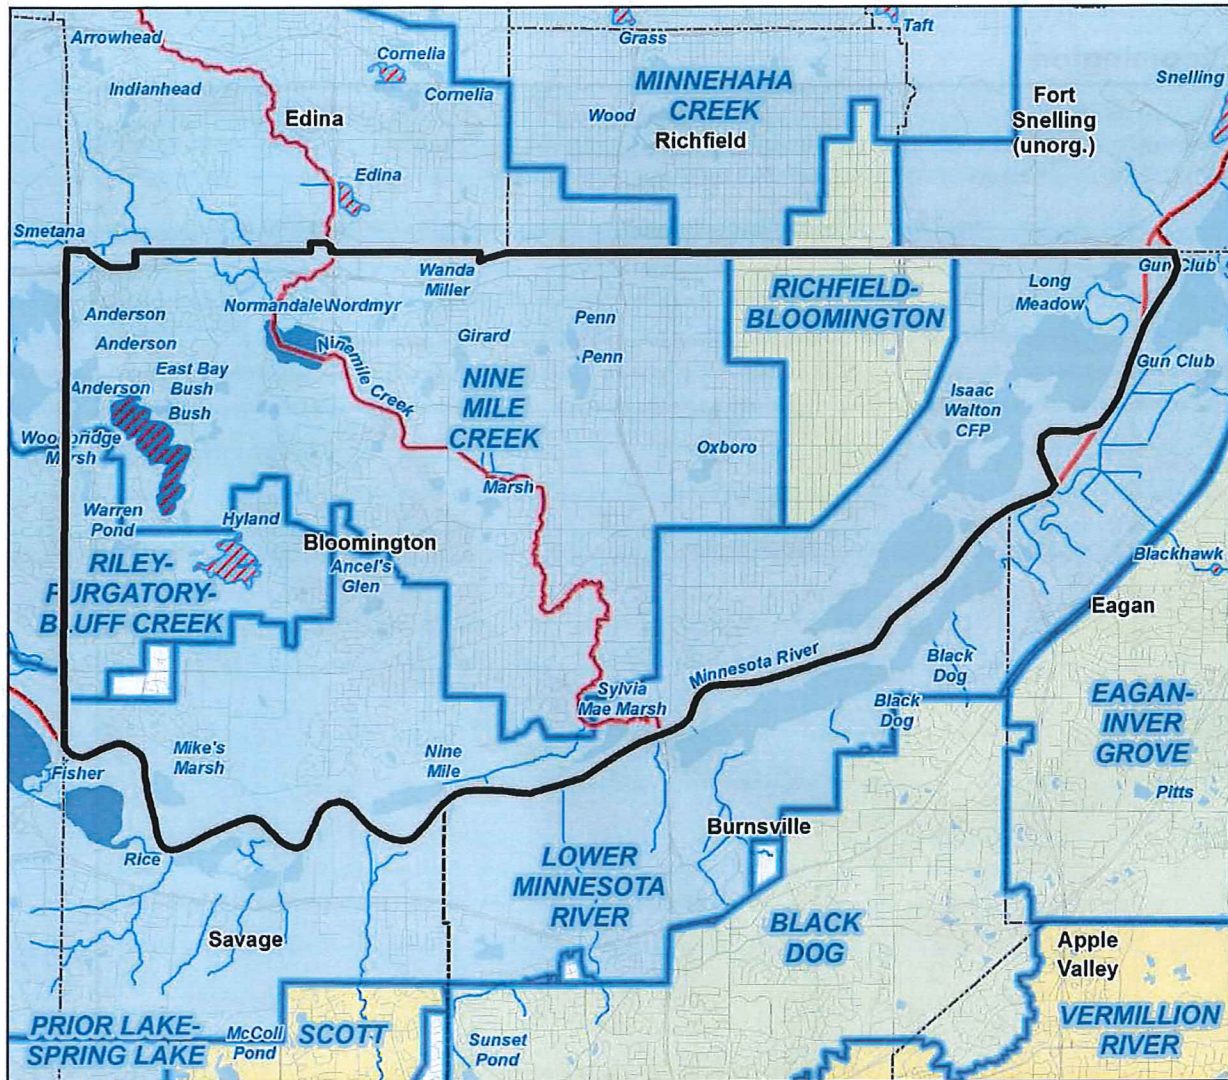 Arrowhead
Cornelia
Grass
Taft
Indianhead
Cornelia
MINNEHAHA
CREEK
Snelling
Edina
Wood
Richfield
Fort
Snelling
(unorg.)
Edina
Smetana
Wanda
Miller
Gun Club
Long
Meadow
RICHFIELD-
BLOOMINGTON
Normandale
Nordmyr
Anderson
Penn
Girard
Anderson
Ninemile Creek
Penn
East Bay
Bush
Gun Club
Anderson
Bush
NINE
MILE
CREEK
Isaac
Walton
CFP
Woodbridge
Marsh
Oxboro
Marsh
Warren
Pond
Hyland
Bloomington
Ancel's
Glen
RILEY-
PURGATORY-
BLUFF CREEK
Blackhawk
Eagan
Minnesota River
Black
Dog
Sylvia
Mae Marsh
Black
Dog
EAGAN-
INVER
GROVE
Mike's
Marsh
Nine
Mile
Fisher
Pitts
Burnsville
Rice
LOWER
MINNESOTA
RIVER
BLACK
DOG
Savage
Apple
Valley
PRIOR LAKE-
SPRING LAKE
McColl
Pond
SCOTT
Sunset
Pond
VERMILLION
RIVER